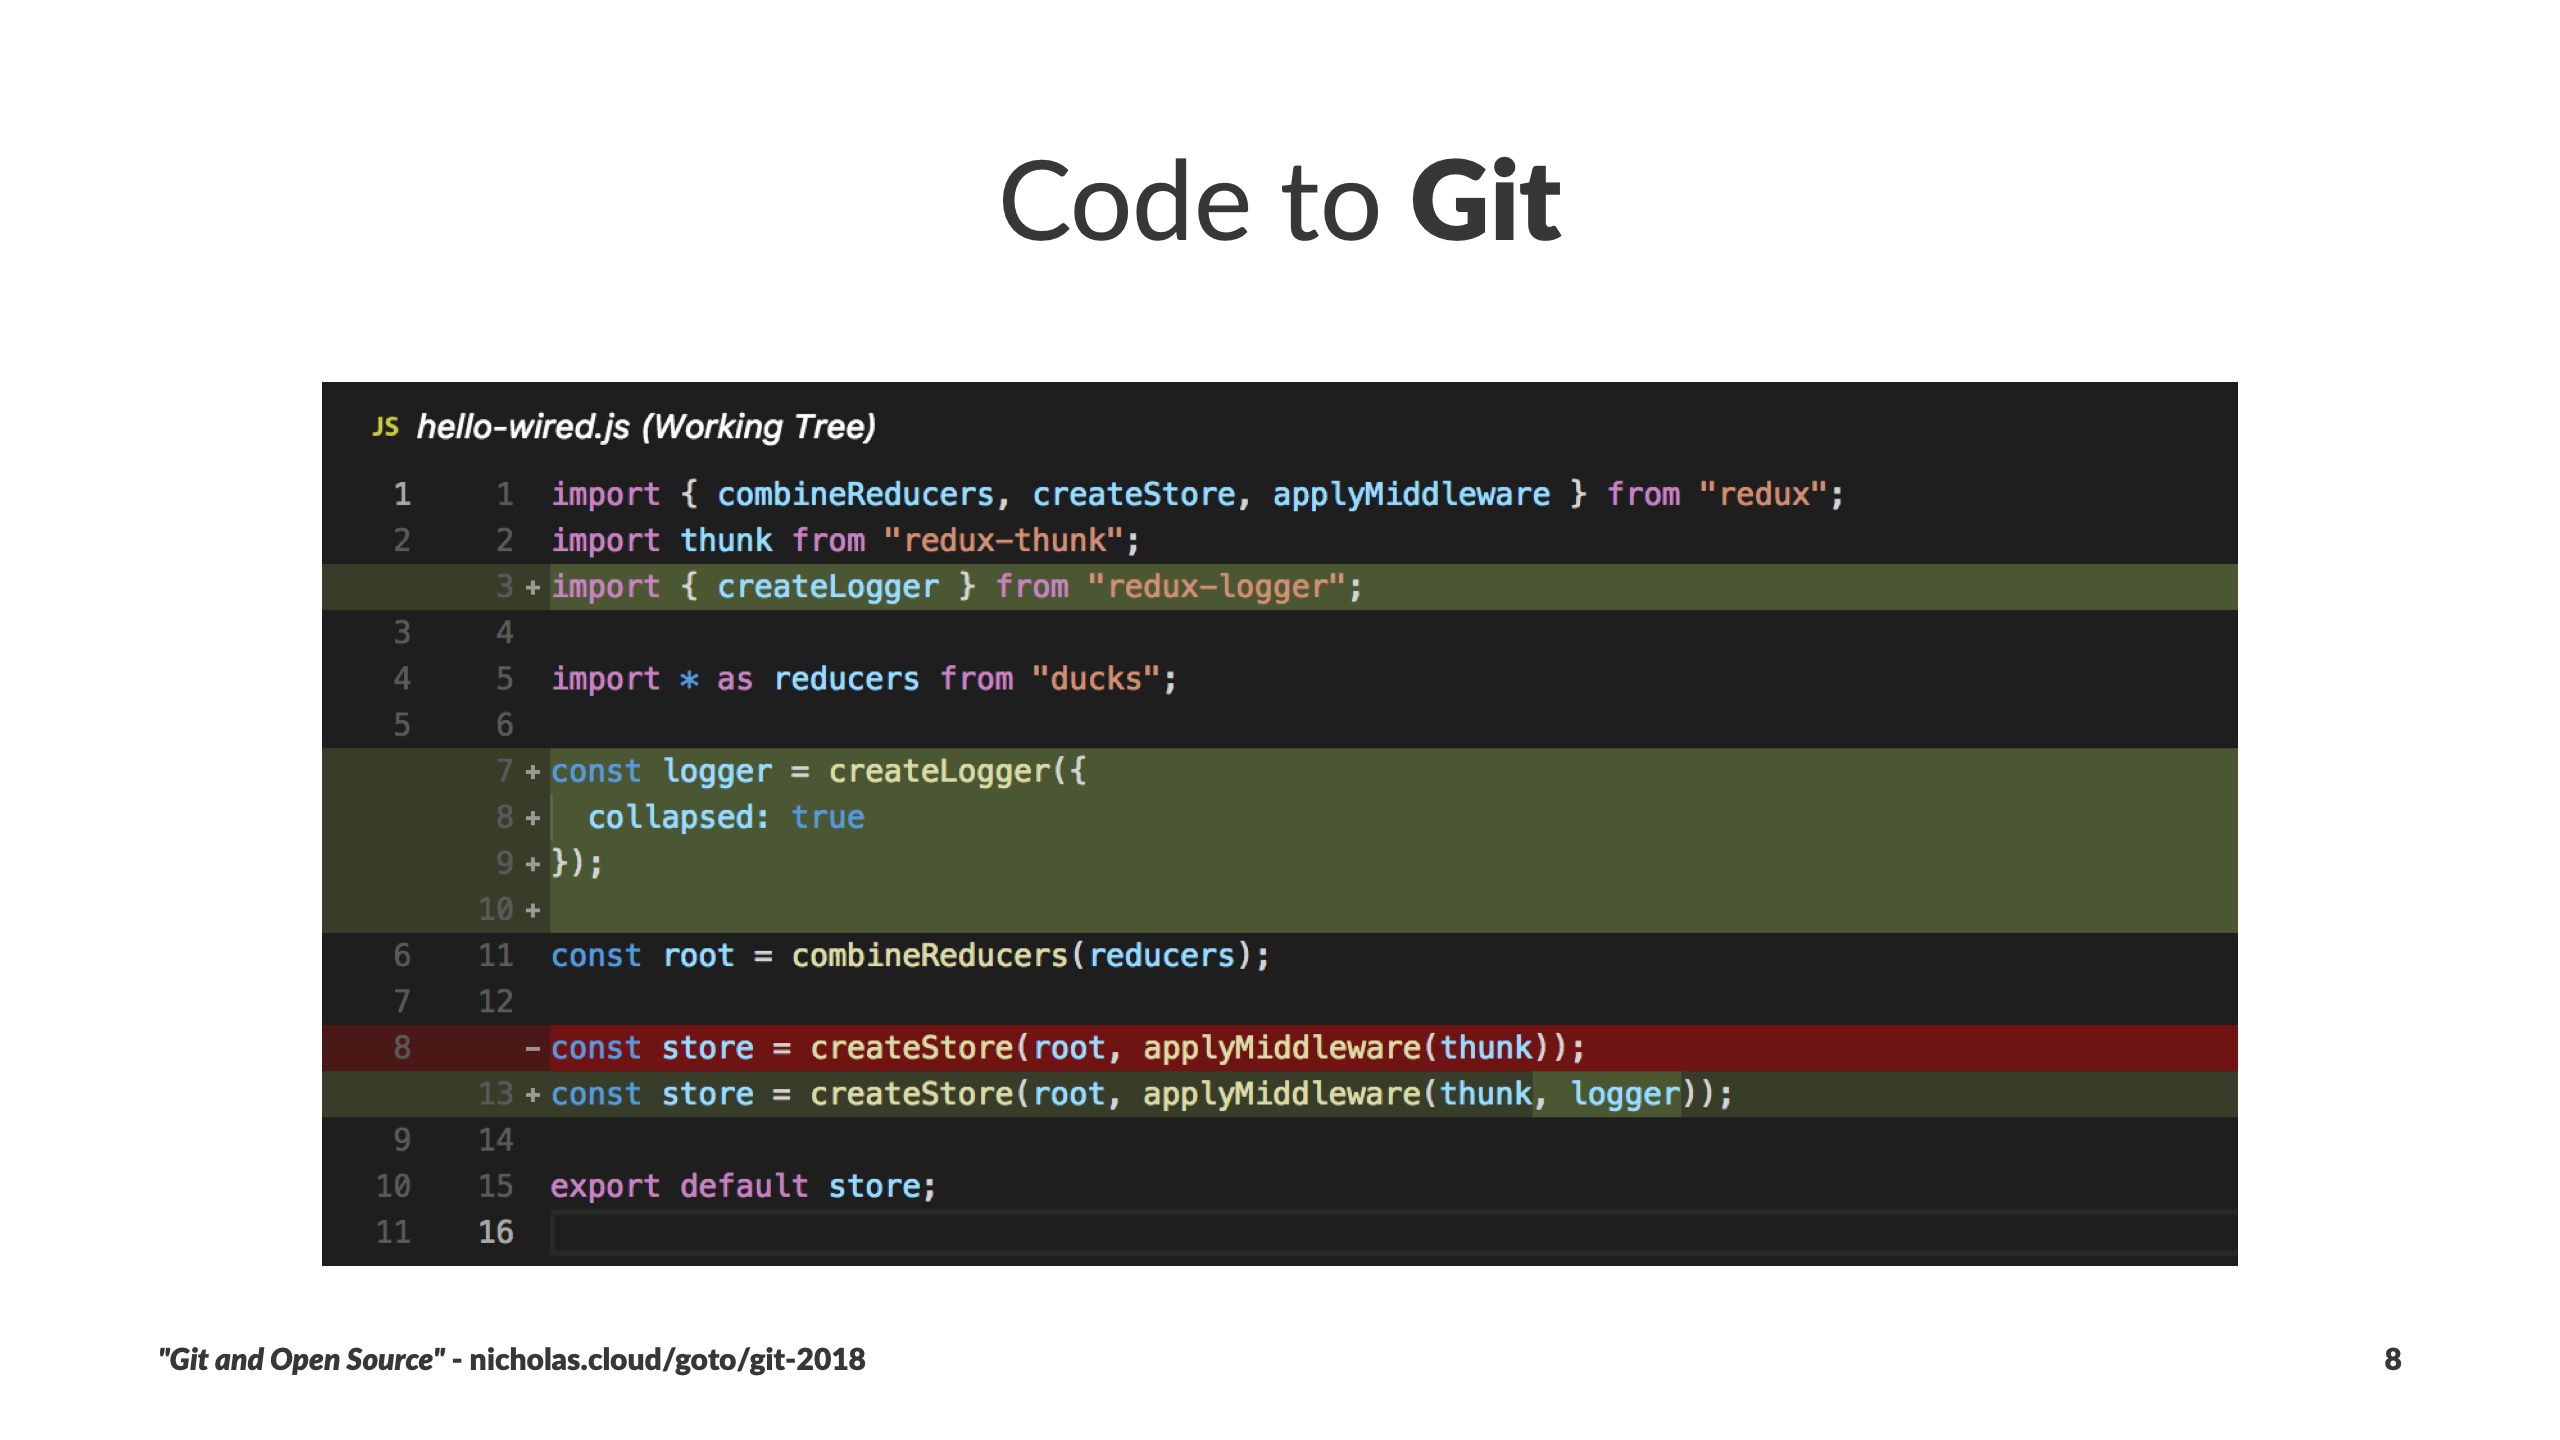 Code to Git
JS hello-wired.js (Working Tree)
1 1 import { combineReducers, createStore, applyMiddleware } from "redux";
2 2 import thunk from "redux-thunk";
3 + import { createLogger } from "redux-logger";
3 4
4 5 import * as reducers from "ducks";
5 6
7 + const logger = createLogger({
8 + collapsed: true
9 + });
10 +
6 11 const root = combineReducers(reducers);
7 12
8 - const store = createStore(root, applyMiddleware(thunk));
13 + const store = createStore(root, applyMiddleware(thunk, logger));
9 14
10 15 export default store;
11 16
"Git and Open Source" - nicholas.cloud/goto/git-2018
8